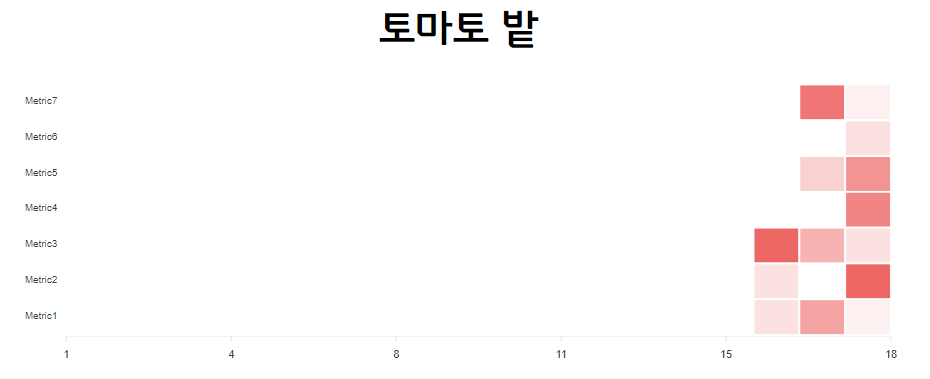 토마토 밭
Metric7
Metric6
Metric5
Metric4
Metric3
Metric2
Metric1
1 4 8 11 15 18